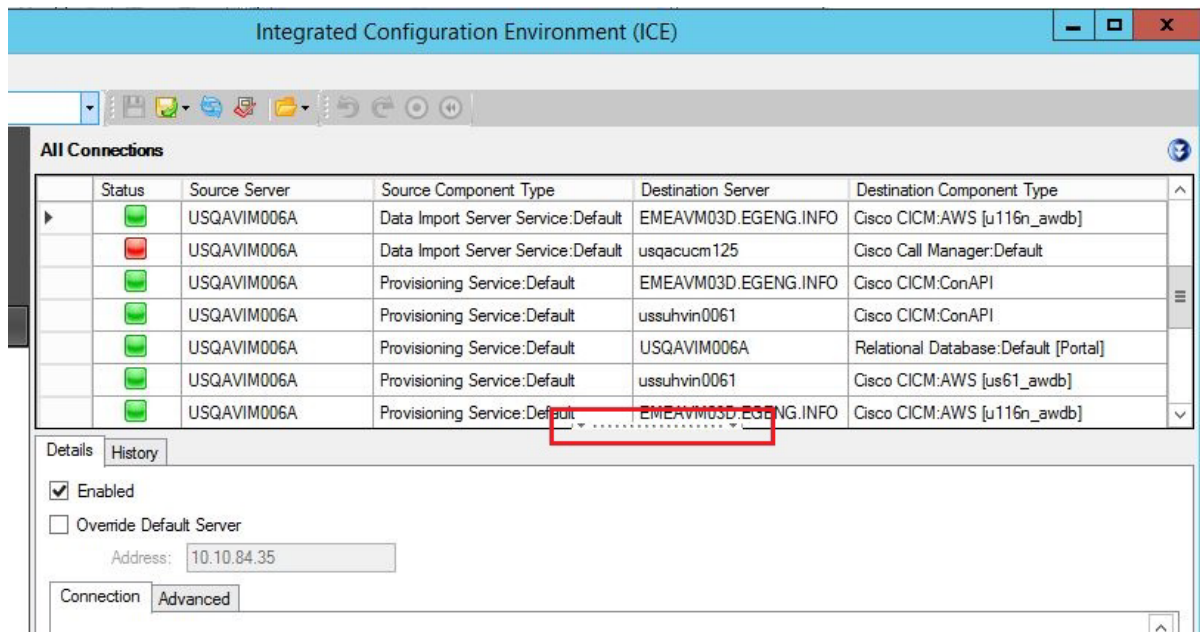 Integrated Configuration Environment (ICE)
All Connections
Status Source Server Source Component Type Destination Server Destination Component Type
USQAVIM006A Data Import Server Service:Default EMEAVM03D.EGENG.INFO Cisco CICM:AWS [u116n_awdb]
USQAVIM006A Data Import Server Service:Default usqacucm125 Cisco Call Manager:Default
USQAVIM006A Provisioning Service:Default EMEAVM03D.EGENG.INFO Cisco CICM:ConAPI
USQAVIM006A Provisioning Service:Default ussuhvin0061 Cisco CICM:ConAPI
USQAVIM006A Provisioning Service:Default USQAVIM006A Relational Database:Default [Portal]
USQAVIM006A Provisioning Service:Default ussuhvin0061 Cisco CICM:AWS [us61_awdb]
USQAVIM006A Provisioning Service:Default EMEAVM03D.EGENG.INFO Cisco CICM:AWS [u116n_awdb]
Details History
Enabled
Override Default Server
Address: 10.10.84.35
Connection Advanced